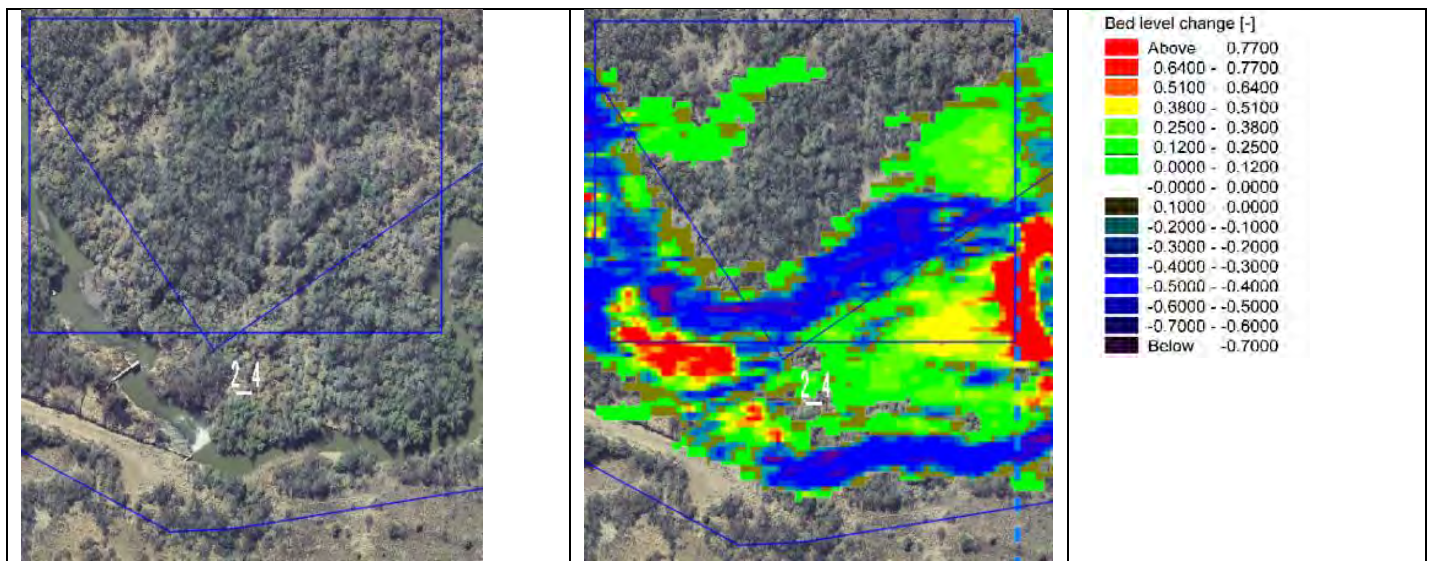 2_4
2_4
Bed level change [-]
Above 0.7700
0.6400 - 0.7700
0.5100 - 0.6400
0.3800 - 0.5100
0.2500 - 0.3800
0.1200 - 0.2500
0.0000 - 0.1200
-0.0000 - 0.0000
0.1000 0.0000
-0.2000 - -0.1000
-0.3000 - -0.2000
-0.4000 - -0.3000
-0.5000 - -0.4000
-0.6000 - -0.5000
-0.7000 - -0.6000
Below -0.7000